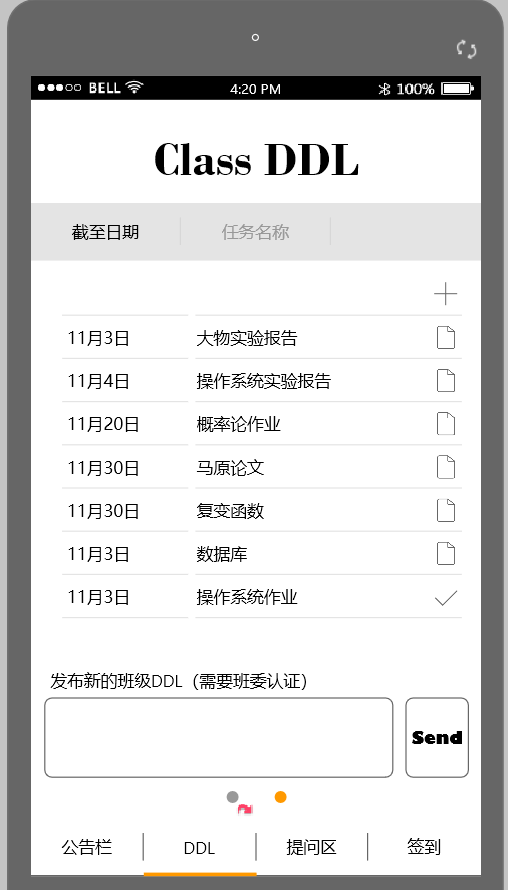 BELL 4:20 PM 100%
Class DDL
截至日期 任务名称
11月3日 大物实验报告
11月4日 操作系统实验报告
11月20日 概率论作业
11月30日 马原论文
11月30日 复变函数
11月3日 数据库
11月3日 操作系统作业
发布新的班级DDL（需要班委认证）
Send
公告栏 DDL 提问区 签到